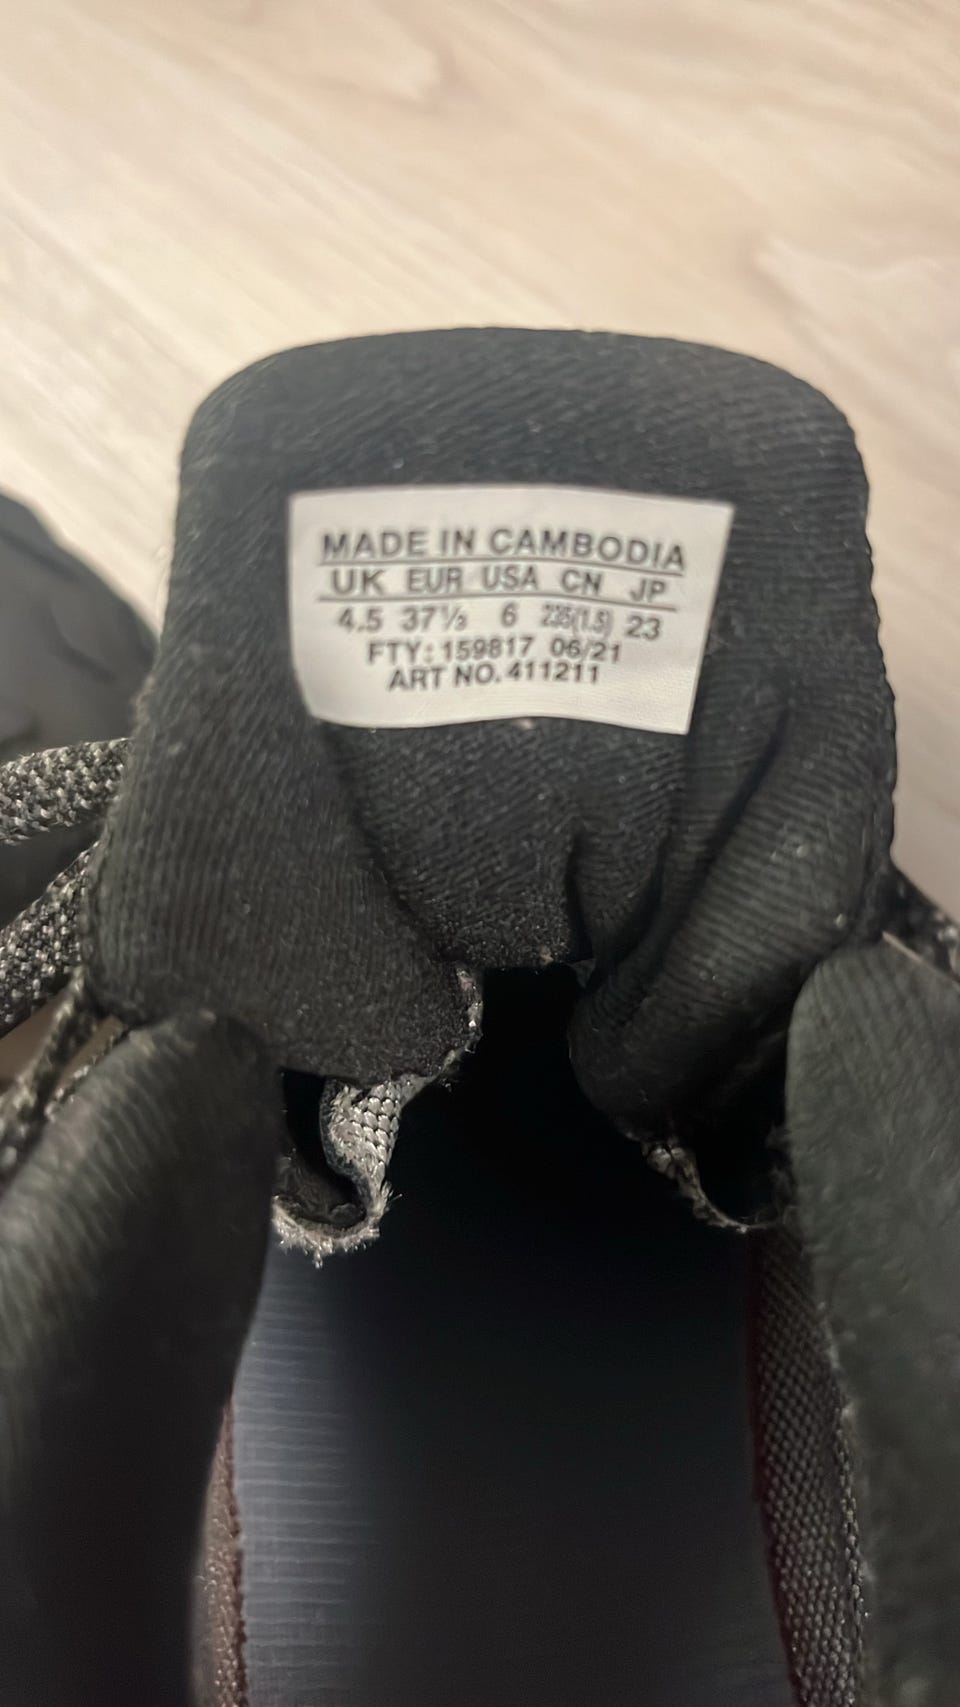 MADE IN CAMBODIA
UK EUR USA CN JP
4.5 37⅓ 6 235(1.5) 23
FTY: 159817 06/21
ART NO. 411211